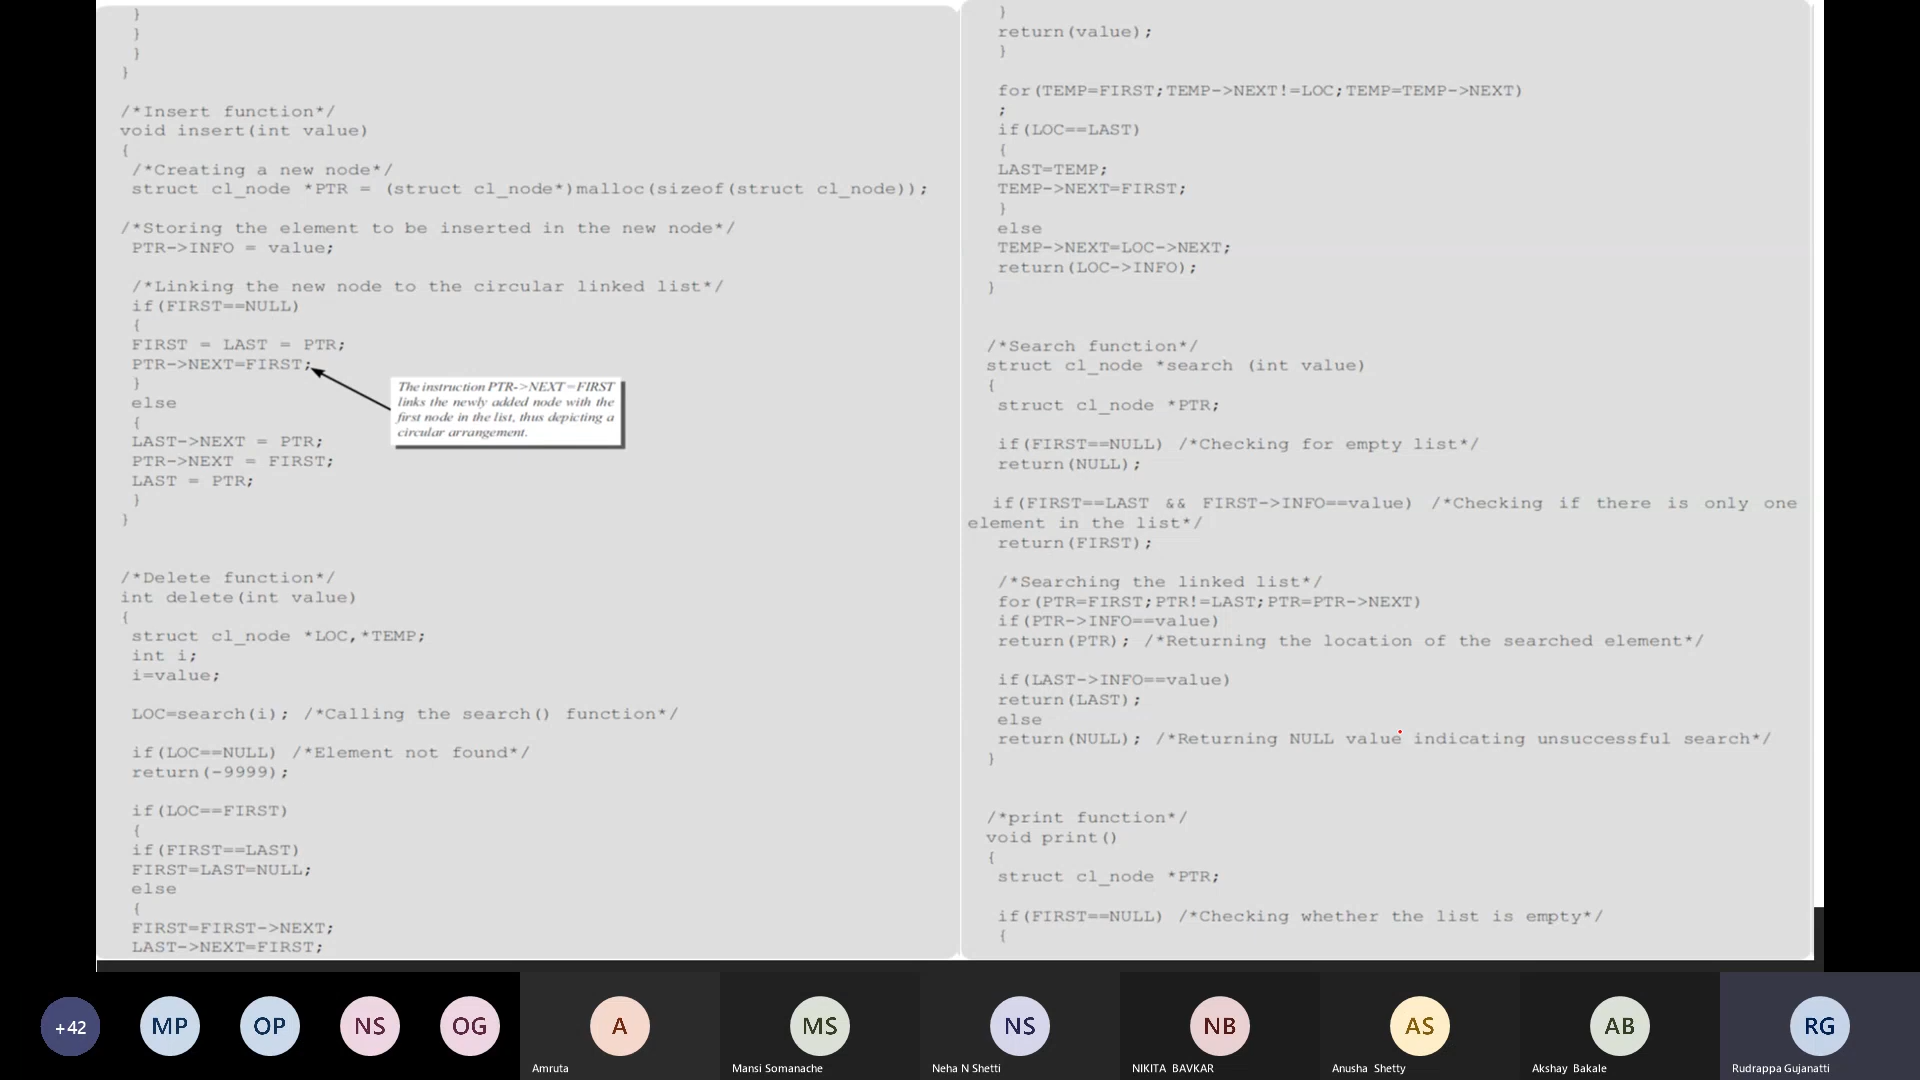 }
}
}
}
/*Insert function*/
void insert(int value)
{
/*Creating a new node*/
struct cl_node *PTR = (struct cl_node*)malloc(sizeof(struct cl_node));
/*Storing the element to be inserted in the new node*/
PTR->INFO = value;
/*Linking the new node to the circular linked list*/
if(FIRST==NULL)
{
FIRST = LAST = PTR;
PTR->NEXT=FIRST;
}
else
{
LAST->NEXT = PTR;
PTR->NEXT = FIRST;
LAST = PTR;
}
}
The instruction PTR->NEXT=FIRST
links the newly added node with the
first node in the list, thus depicting a
circular arrangement.
/*Delete function*/
int delete(int value)
{
struct cl_node *LOC,*TEMP;
int i;
i=value;
LOC=search(i); /*Calling the search() function*/
if(LOC==NULL) /*Element not found*/
return(-9999);
if(LOC==FIRST)
{
if(FIRST==LAST)
FIRST=LAST=NULL;
else
{
FIRST=FIRST->NEXT;
LAST->NEXT=FIRST;
}
return(value);
}
for(TEMP=FIRST;TEMP->NEXT!=LOC;TEMP=TEMP->NEXT)
;
if(LOC==LAST)
{
LAST=TEMP;
TEMP->NEXT=FIRST;
}
else
TEMP->NEXT=LOC->NEXT;
return(LOC->INFO);
}
/*Search function*/
struct cl_node *search (int value)
{
struct cl_node *PTR;
if(FIRST==NULL) /*Checking for empty list*/
return(NULL);
if(FIRST==LAST && FIRST->INFO==value) /*Checking if there is only one
element in the list*/
return(FIRST);
/*Searching the linked list*/
for(PTR=FIRST;PTR!=LAST;PTR=PTR->NEXT)
if(PTR->INFO==value)
return(PTR); /*Returning the location of the searched element*/
if(LAST->INFO==value)
return(LAST);
else
return(NULL); /*Returning NULL value indicating unsuccessful search*/
}
/*print function*/
void print()
{
struct cl_node *PTR;
if(FIRST==NULL) /*Checking whether the list is empty*/
{
+42
MP
OP
NS
OG
A
MS
NS
NB
AS
AB
RG
Amruta
Mansi Somanache
Neha N Shetti
NIKITA BAVKAR
Anusha Shetty
Akshay Bakale
Rudrappa Gujanatti